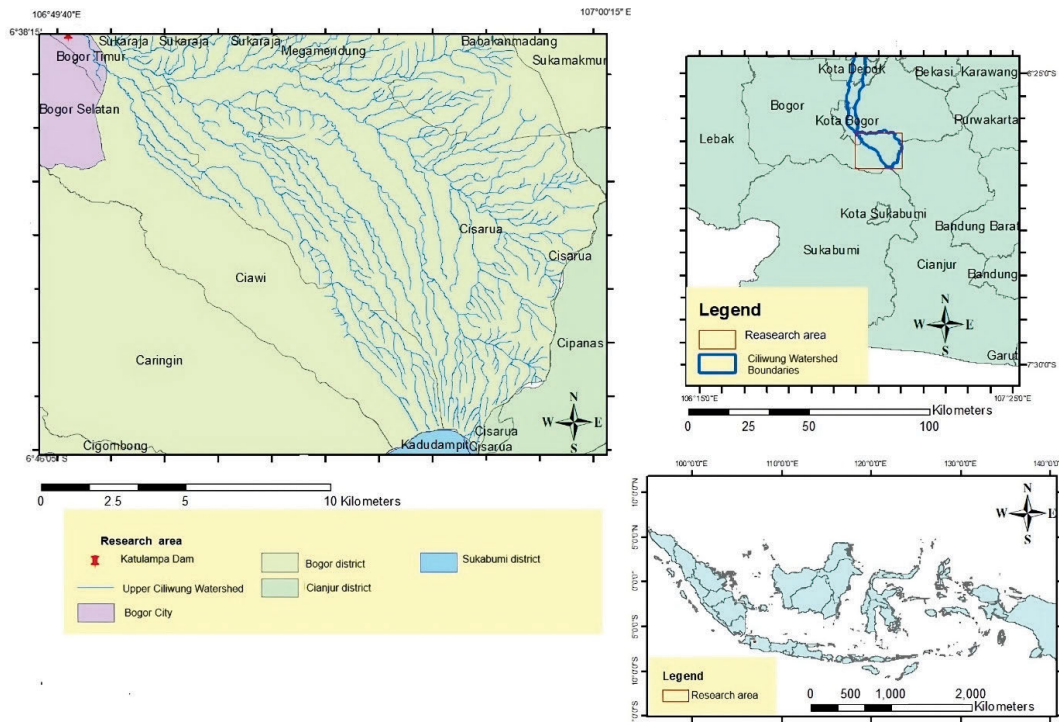 106°49'40"E
107°00'15" E
6°38'15"
Sukaraja Sukaraja Sukaraja
Megamendung
Babakanmadang
Sukamakmur
Bogor Timur
Bogor Selatan
Cisarua
Cisarua
Ciawi
Cipanas
Caringin
N
W E
S
Cisarua
Kadudampit
Cisarua
Cigombong
6°46'05"S
0 2.5 5 10 Kilometers
Research area
Katulampa Dam
Upper Ciliwung Watershed
Bogor City
Bogor district
Cianjur district
Sukabumi district
Kota Depok
Bekasi
Karawang
6°25'0"S
Bogor
Kota Bogor
Purwakarta
Lebak
Kota Sukabumi
Bandung Barat
Sukabumi
Cianjur
Bandung
Legend
Reasearch area
Ciliwung Watershed
Boundaries
N
W E
S
Garut
7°30'0"S
106°15'0"E
107°25'0"E
0 25 50 100 Kilometers
100°0'0"E 110°0'0"E 120°0'0"E 130°0'0"E 140°0'0"E
N
W E
S
Legend
Research area
0 500 1,000 2,000
Kilometers